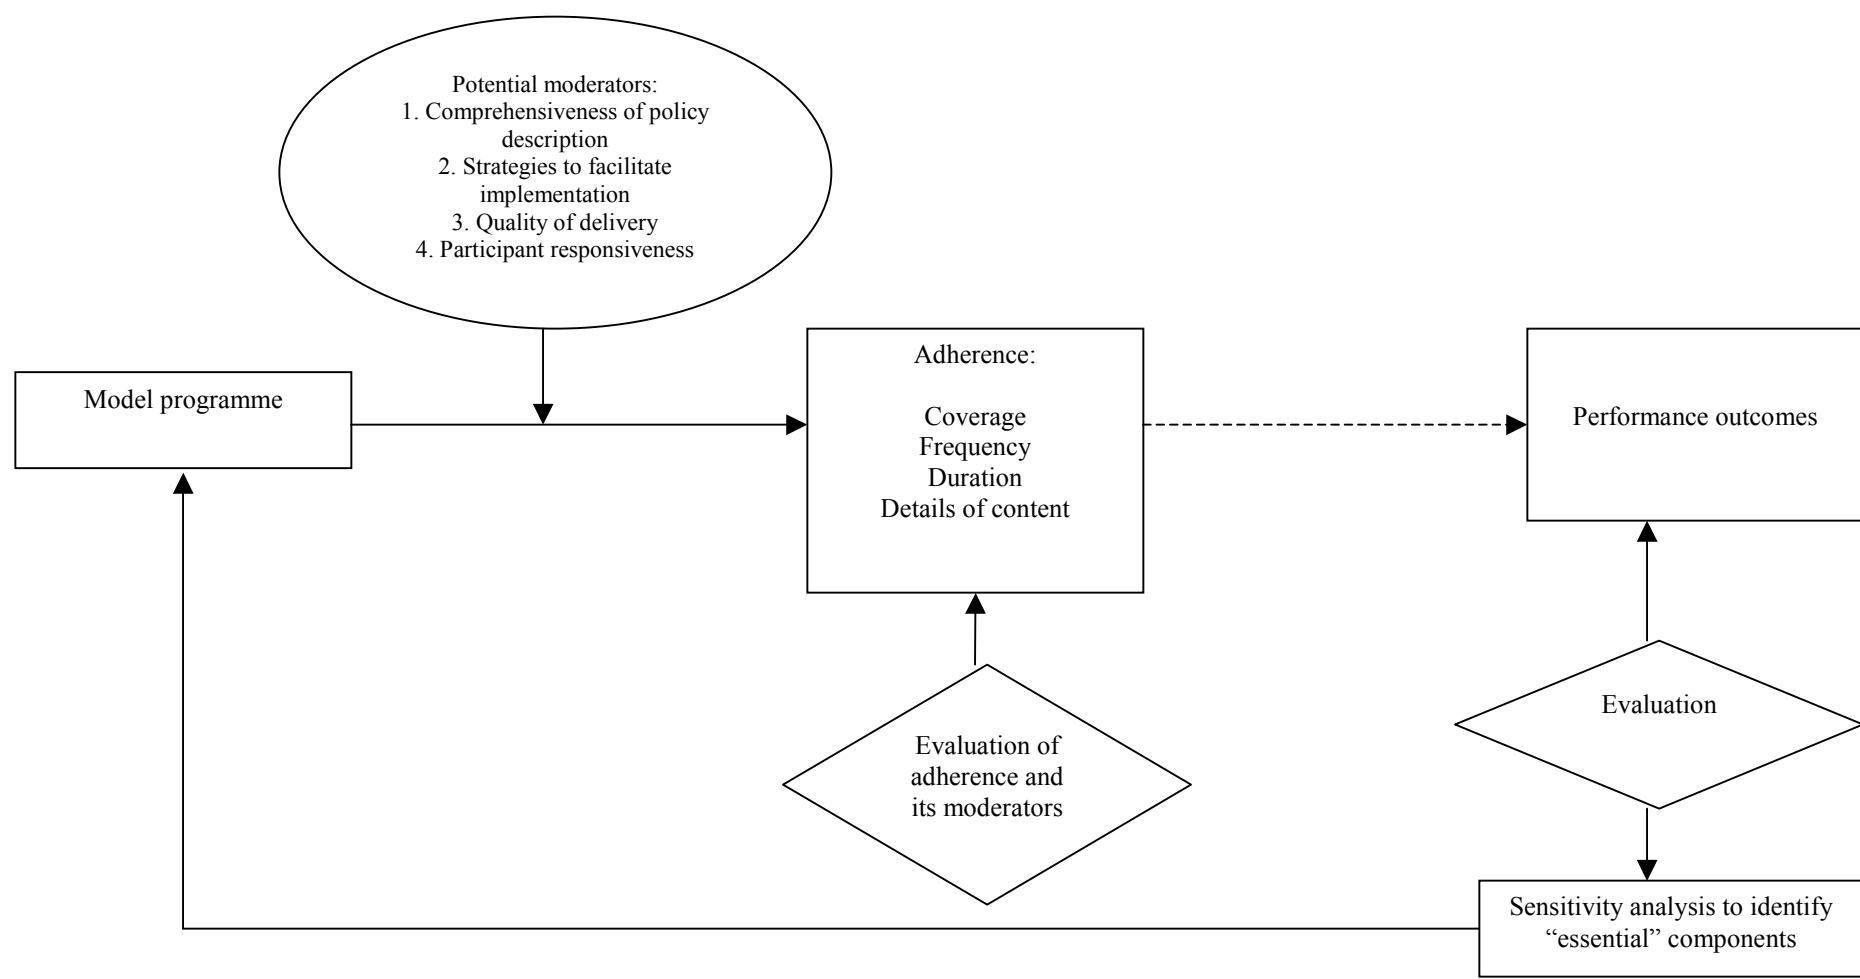 Potential moderators:
1. Comprehensiveness of policy
description
2. Strategies to facilitate
implementation
3. Quality of delivery
4. Participant responsiveness
Model programme
Adherence:
Coverage
Frequency
Duration
Details of content
Performance outcomes
Evaluation of
adherence and
its moderators
Evaluation
Sensitivity analysis to identify
“essential” components